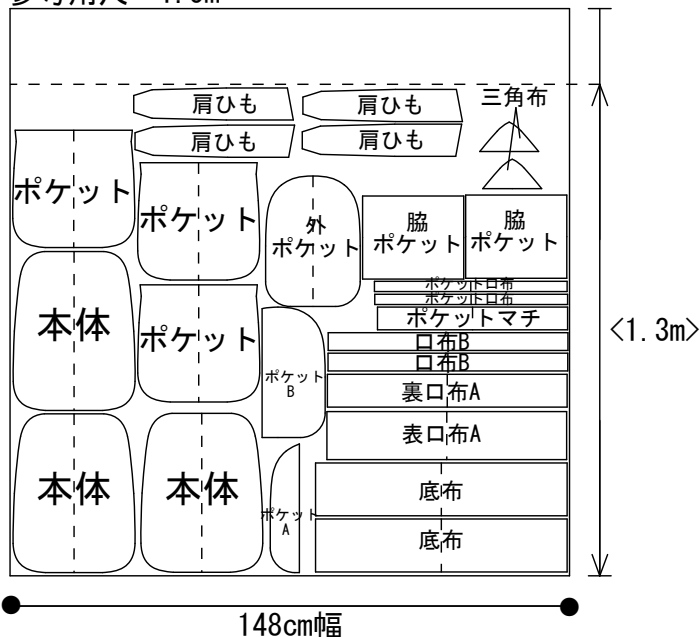 肩ひも
肩ひも
肩ひも
肩ひも
三角布
ポケット
ポケット
外
ポケット
脇
ポケット
脇
ポケット
ポケット口布
ポケット口布
ポケットマチ
本体
ポケット
口布B
口布B
<1.3m>
ポケット
B
裏口布A
表口布A
本体
本体
底布
ポケット
A
底布
148cm幅